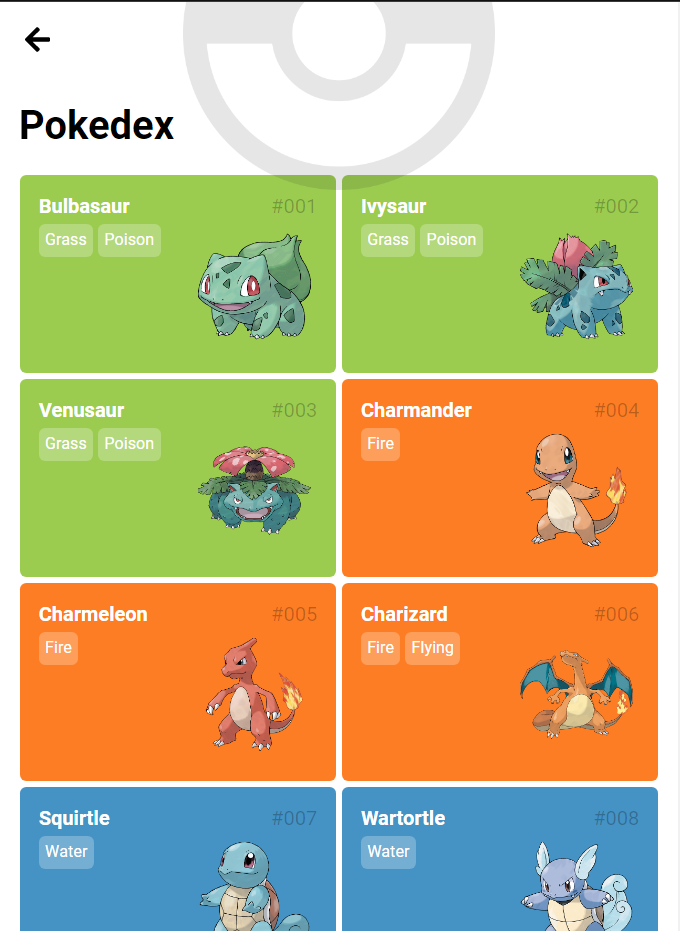 Pokedex
Bulbasaur #001
Grass Poison
Ivysaur #002
Grass Poison
Venusaur #003
Grass Poison
Charmander #004
Fire
Charmeleon #005
Fire
Charizard #006
Fire Flying
Squirtle #007
Water
Wartortle #008
Water